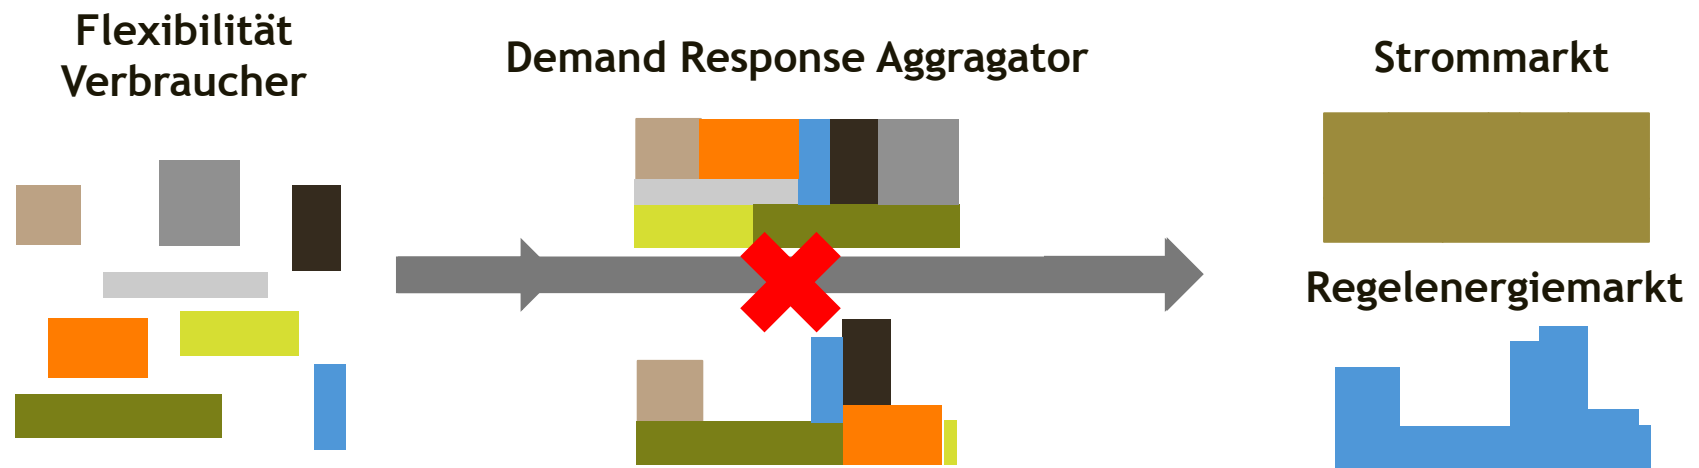 Flexibilität
Verbraucher
Demand Response Aggragator
Strommarkt
Regelenergiemarkt